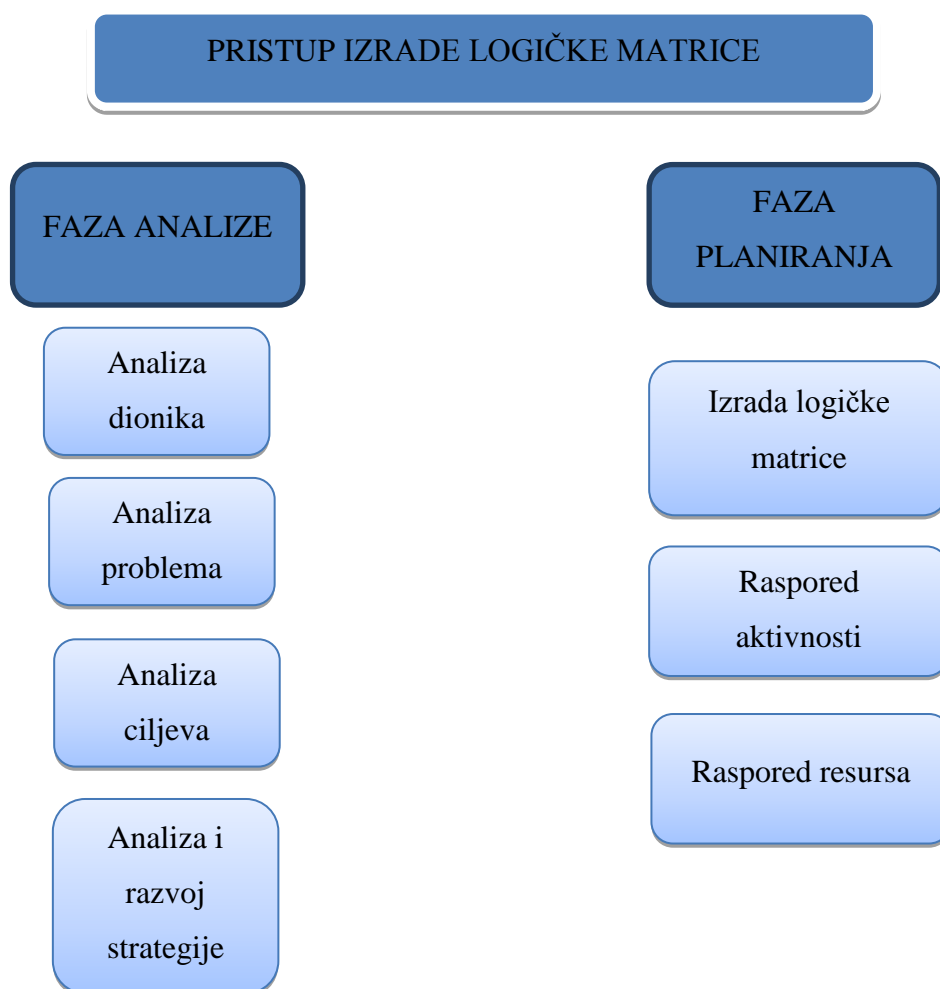 PRISTUP IZRADE LOGIČKE MATRICE
FAZA ANALIZE
Analiza
dionika
Analiza
problema
Analiza
ciljeva
Analiza i
razvoj
strategije
FAZA
PLANIRANJA
Izrada logičke
matrice
Raspored
aktivnosti
Raspored resursa